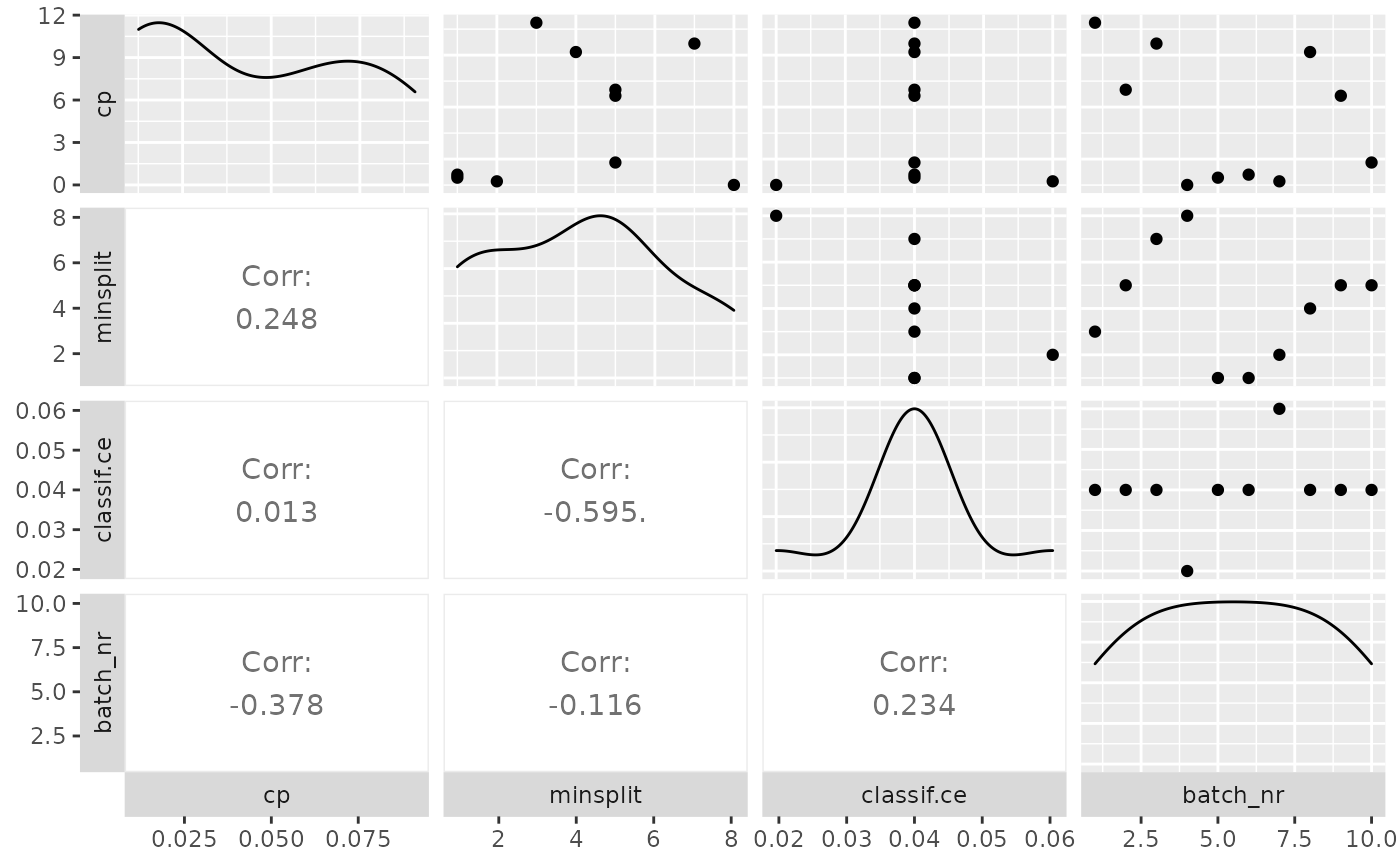 12
9
6
3
0
cp
8
6
4
2
minsplit
Corr:
0.248
0.06
0.05
0.04
0.03
0.02
classif.ce
Corr:
0.013
Corr:
-0.595.
10.0
7.5
5.0
2.5
batch_nr
Corr:
-0.378
Corr:
-0.116
Corr:
0.234
cp minsplit classif.ce batch_nr
0.025 0.050 0.075 2 4 6 8 0.02 0.03 0.04 0.05 0.06 2.5 5.0 7.5 10.0